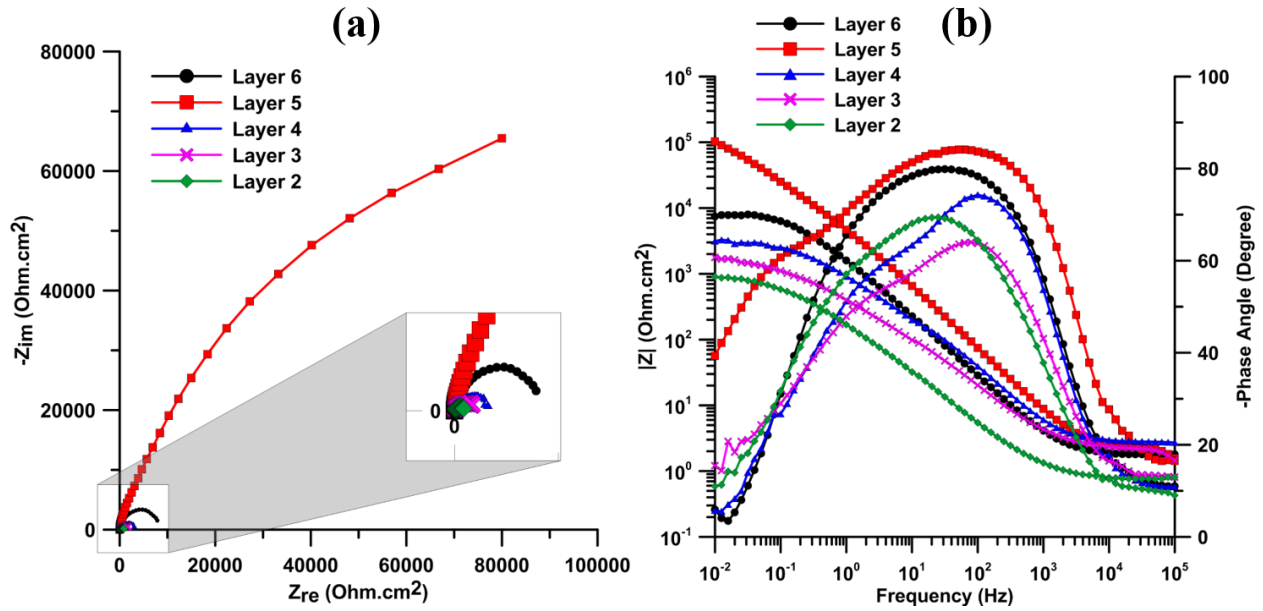 (a)
80000
60000
40000
20000
0
-Zim (Ohm.cm2)
Layer 6
Layer 5
Layer 4
Layer 3
Layer 2
0
0
0
20000
40000
60000
80000
100000
Zre (Ohm.cm2)
(b)
Layer 6
Layer 5
Layer 4
Layer 3
Layer 2
10^6
10^5
10^4
10^3
10^2
10^1
10^0
10^-1
|Z| (Ohm.cm2)
100
80
60
40
20
0
-Phase Angle (Degree)
10^-2
10^-1
10^0
10^1
10^2
10^3
10^4
10^5
Frequency (Hz)